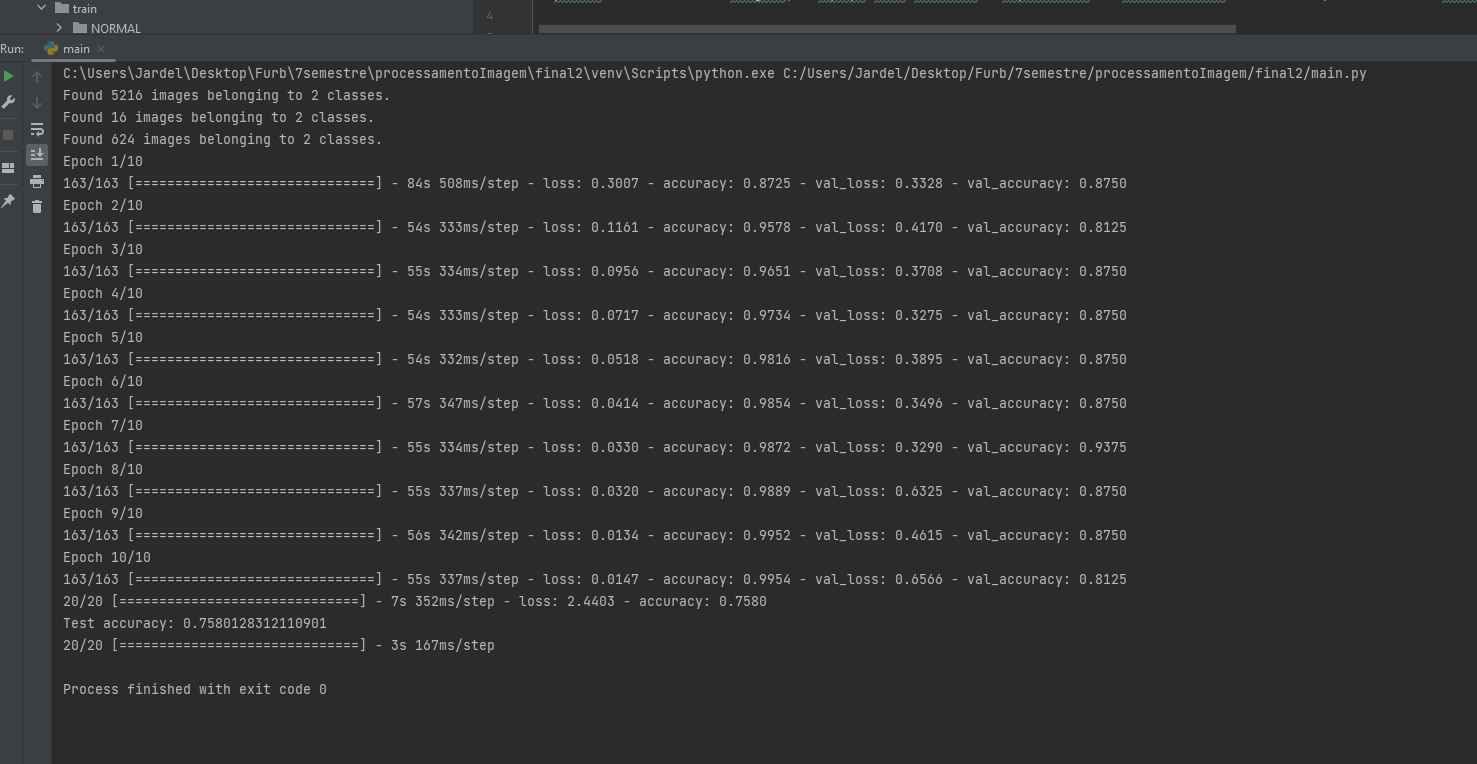 train
4
NORMAL
Run:
main
C:\Users\Jardel\Desktop\Furb\7semestre\processamentoImagem\final2\venv\Scripts\python.exe C:/Users/Jardel/Desktop/Furb/7semestre/processamentoImagem/final2/main.py
Found 5216 images belonging to 2 classes.
Found 16 images belonging to 2 classes.
Found 624 images belonging to 2 classes.
Epoch 1/10
163/163 [==============================] - 84s 508ms/step - loss: 0.3007 - accuracy: 0.8725 - val_loss: 0.3328 - val_accuracy: 0.8750
Epoch 2/10
163/163 [==============================] - 54s 333ms/step - loss: 0.1161 - accuracy: 0.9578 - val_loss: 0.4170 - val_accuracy: 0.8125
Epoch 3/10
163/163 [==============================] - 55s 334ms/step - loss: 0.0956 - accuracy: 0.9651 - val_loss: 0.3708 - val_accuracy: 0.8750
Epoch 4/10
163/163 [==============================] - 54s 333ms/step - loss: 0.0717 - accuracy: 0.9734 - val_loss: 0.3275 - val_accuracy: 0.8750
Epoch 5/10
163/163 [==============================] - 54s 332ms/step - loss: 0.0518 - accuracy: 0.9816 - val_loss: 0.3895 - val_accuracy: 0.8750
Epoch 6/10
163/163 [==============================] - 57s 347ms/step - loss: 0.0414 - accuracy: 0.9854 - val_loss: 0.3496 - val_accuracy: 0.8750
Epoch 7/10
163/163 [==============================] - 55s 334ms/step - loss: 0.0330 - accuracy: 0.9872 - val_loss: 0.3290 - val_accuracy: 0.9375
Epoch 8/10
163/163 [==============================] - 55s 337ms/step - loss: 0.0320 - accuracy: 0.9889 - val_loss: 0.6325 - val_accuracy: 0.8750
Epoch 9/10
163/163 [==============================] - 56s 342ms/step - loss: 0.0134 - accuracy: 0.9952 - val_loss: 0.4615 - val_accuracy: 0.8750
Epoch 10/10
163/163 [==============================] - 55s 337ms/step - loss: 0.0147 - accuracy: 0.9954 - val_loss: 0.6566 - val_accuracy: 0.8125
20/20 [==============================] - 7s 352ms/step - loss: 2.4403 - accuracy: 0.7580
Test accuracy: 0.7580128312110901
20/20 [==============================] - 3s 167ms/step
Process finished with exit code 0